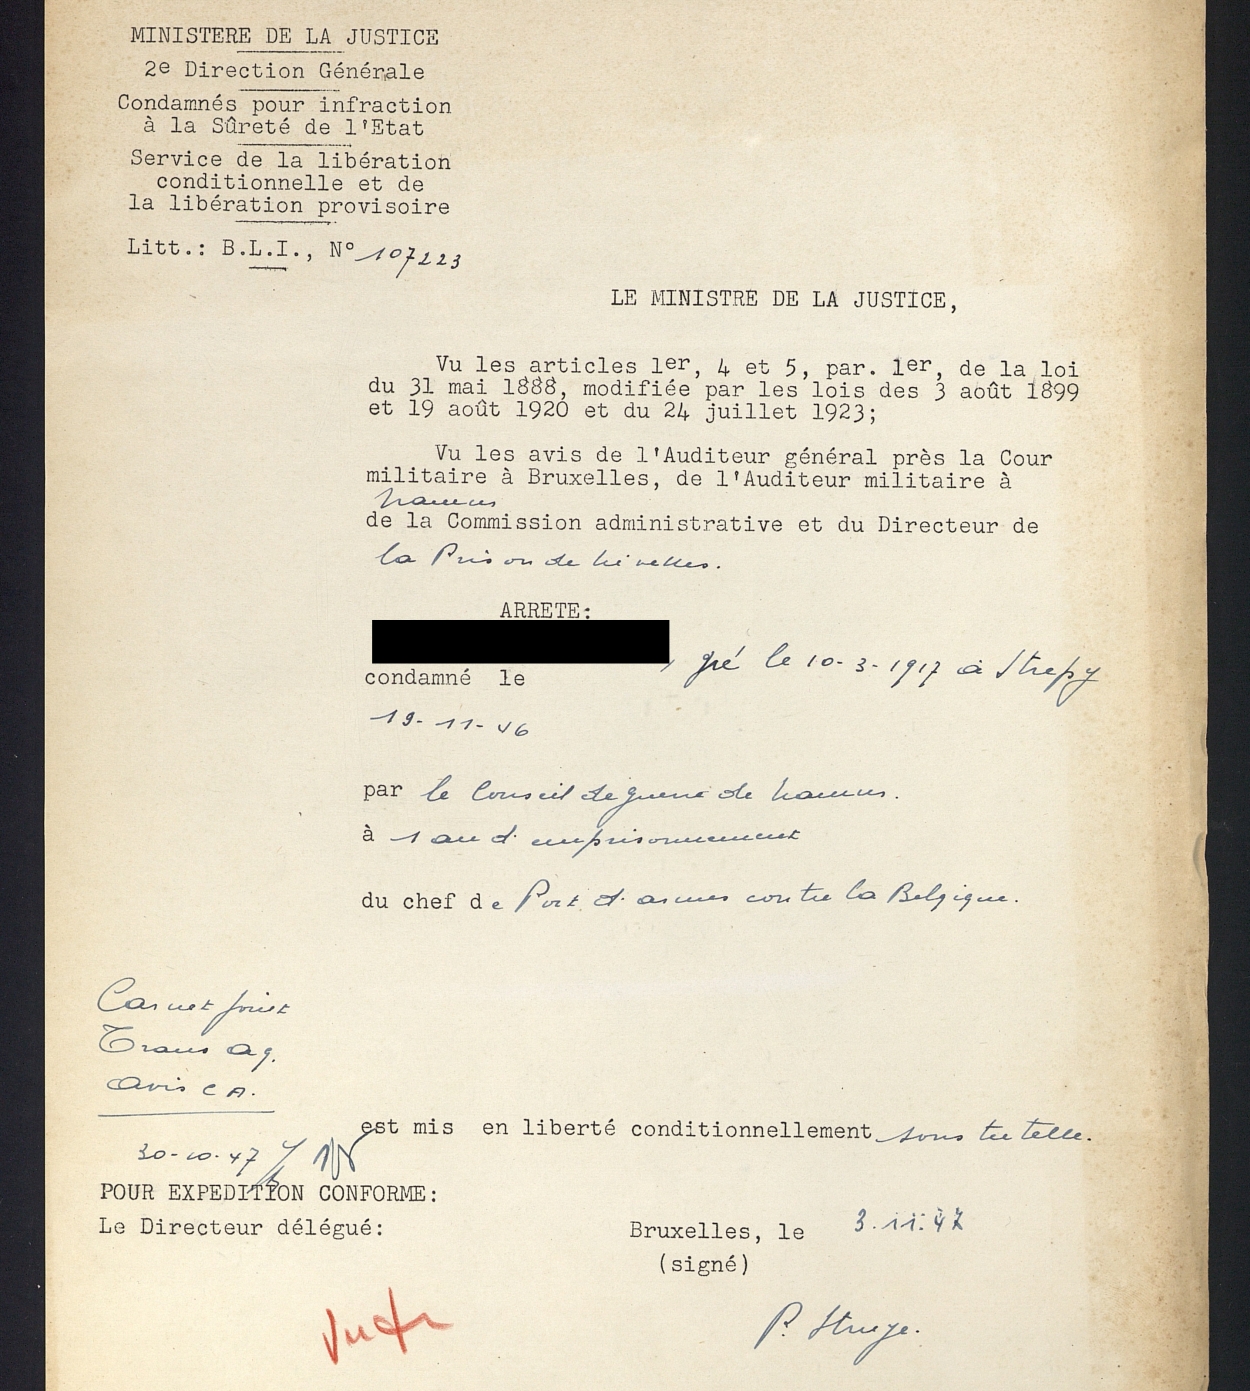 MINISTERE DE LA JUSTICE
2e Direction Générale
Condamnés pour infraction
à la Sûreté de l'Etat
Service de la libération
conditionnelle et de
la libération provisoire
Litt.: B.L.I., N° 107223
LE MINISTRE DE LA JUSTICE,
Vu les articles 1er, 4 et 5, par. 1er, de la loi
du 31 mai 1888, modifiée par les lois des 3 août 1899
et 19 août 1920 et du 24 juillet 1923;
Vu les avis de l'Auditeur général près la Cour
militaire à Bruxelles, de l'Auditeur militaire à
Namur
de la Commission administrative et du Directeur de
la Prison de Nivelles.
ARRETE:
, né le 10-3-1917 à Strepy
condamné le
19-11-46
par le Conseil de guerre de Namur.
à 1 an d'emprisonnement
du chef de Port d'armes contre la Belgique.
Carnet joint
Trans ag.
Avis C A.
est mis en liberté conditionnellement sous tutelle.
30-10-47
POUR EXPEDITION CONFORME:
Le Directeur délégué:
Bruxelles, le 3.11.47
(signé)
P. Struye.